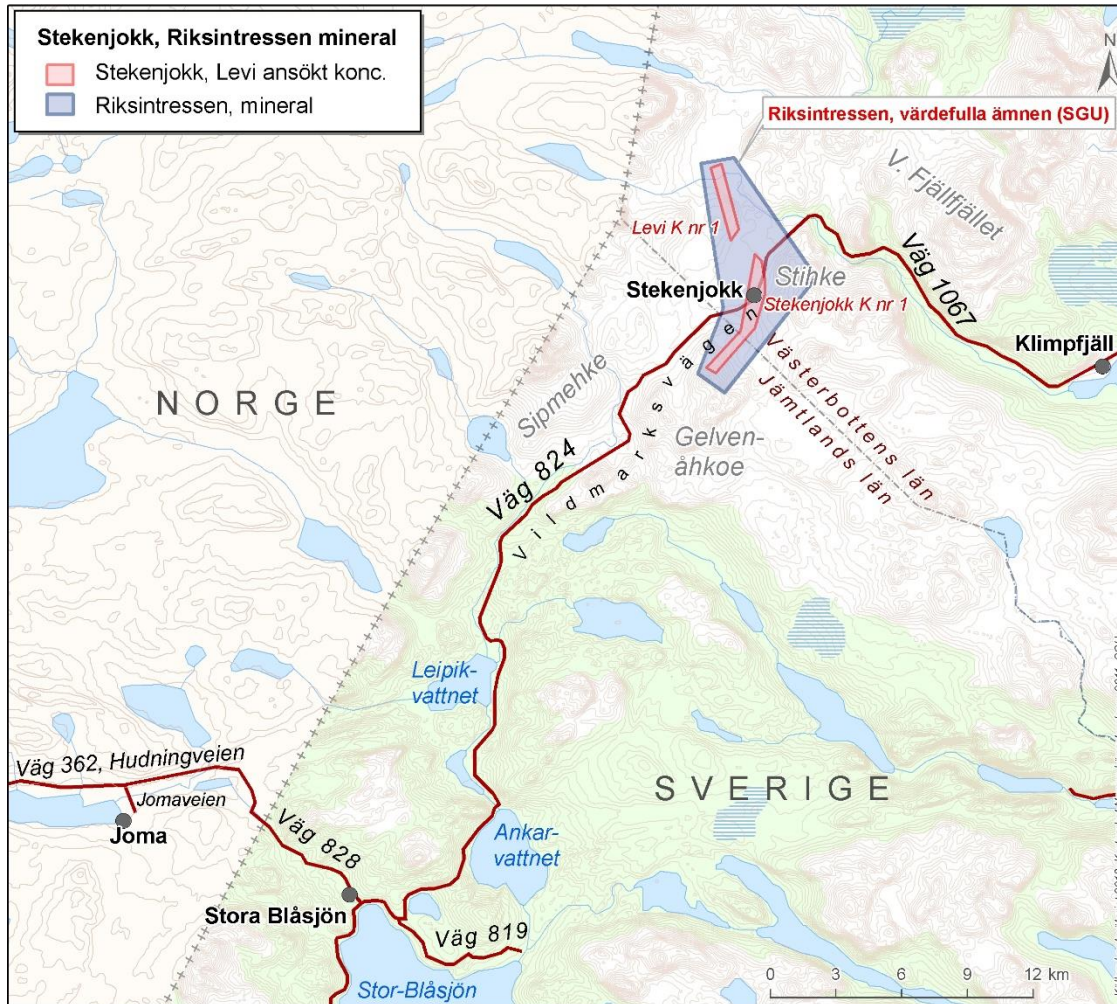 Stekenjokk, Riksintressen mineral
Stekenjokk, Levi ansökt konc.
Riksintressen, mineral
N
Riksintressen, värdefulla ämnen (SGU)
V. Fjällfjället
Levi K nr 1
Väg 1067
Stihke
Stekenjokk
Stekenjokk K nr 1
Klimpfjäll
NORGE
Sipmehke
Västerbottens län
Jämtlands län
Gelven-
åhkoe
Väg 824
Vildmarksvägen
Leipik-
vattnet
Väg 362, Hudningveien
SVERIGE
Jomaveien
Joma
Väg 828
Ankar-
vattnet
Stora Blåsjön
Väg 819
Stor-Blåsjön
0 3 6 9 12 km